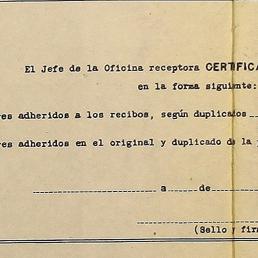 El Jefe de la Oficina receptora CERTIFICA
en la forma siguiente:
res adheridos a los recibos, según duplicados
res adheridos en el original y duplicado de la
a de
(Sello y fir